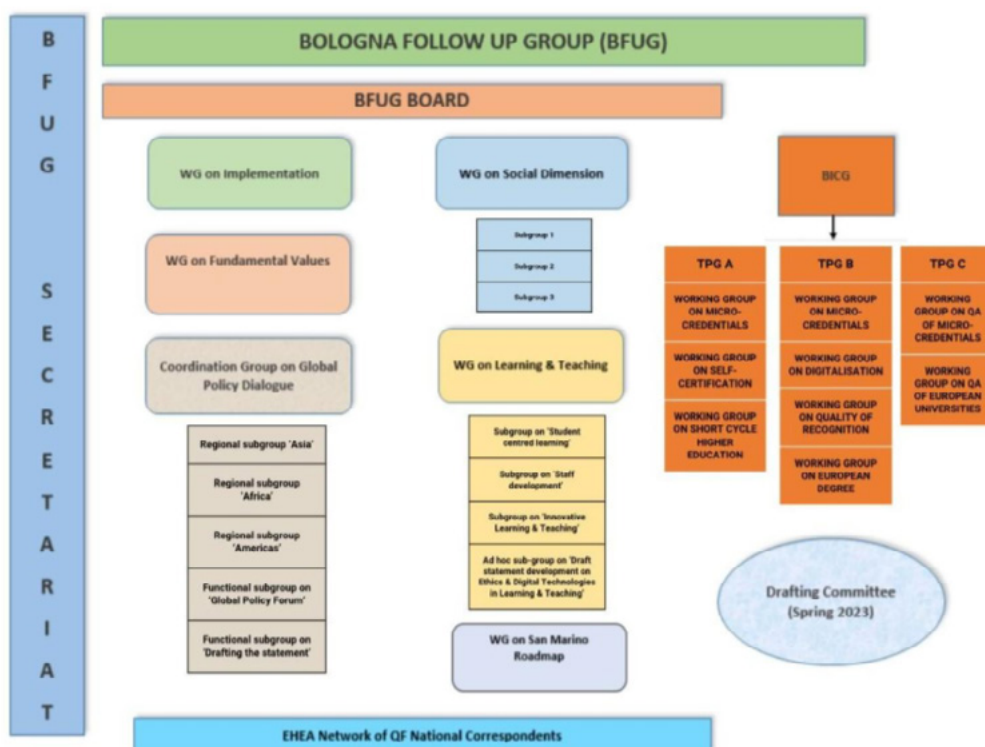 BFUG SECRETARIAT
BOLOGNA FOLLOW UP GROUP (BFUG)
BFUG BOARD
WG on Implementation
WG on Fundamental Values
Coordination Group on Global
Policy Dialogue
Regional subgroup 'Asia'
Regional subgroup
'Africa'
Regional subgroup
'Americas'
Functional subgroup on
'Global Policy Forum'
Functional subgroup on
'Drafting the statement'
WG on Social Dimension
Subgroup 1
Subgroup 2
Subgroup 3
WG on Learning & Teaching
Subgroup on 'Student
centred learning'
Subgroup on 'Staff
development'
Subgroup on 'Innovative
Learning & Teaching'
Ad hoc sub-group on 'Draft
statement development on
Ethics & Digital Technologies
in Learning & Teaching'
WG on San Marino
Roadmap
BICG
TPG A
WORKING GROUP
ON MICRO-
CREDENTIALS
WORKING GROUP
ON SELF-
CERTIFICATION
WORKING GROUP
ON SHORT CYCLE
HIGHER
EDUCATION
TPG B
WORKING GROUP
ON MICRO-
CREDENTIALS
WORKING GROUP
ON DIGITALISATION
WORKING GROUP
ON QUALITY OF
RECOGNITION
WORKING GROUP
ON EUROPEAN
DEGREE
TPG C
WORKING
GROUP ON QA
OF MICRO-
CREDENTIALS
WORKING
GROUP ON QA
OF EUROPEAN
UNIVERSITIES
Drafting Committee
(Spring 2023)
EHEA Network of QF National Correspondents